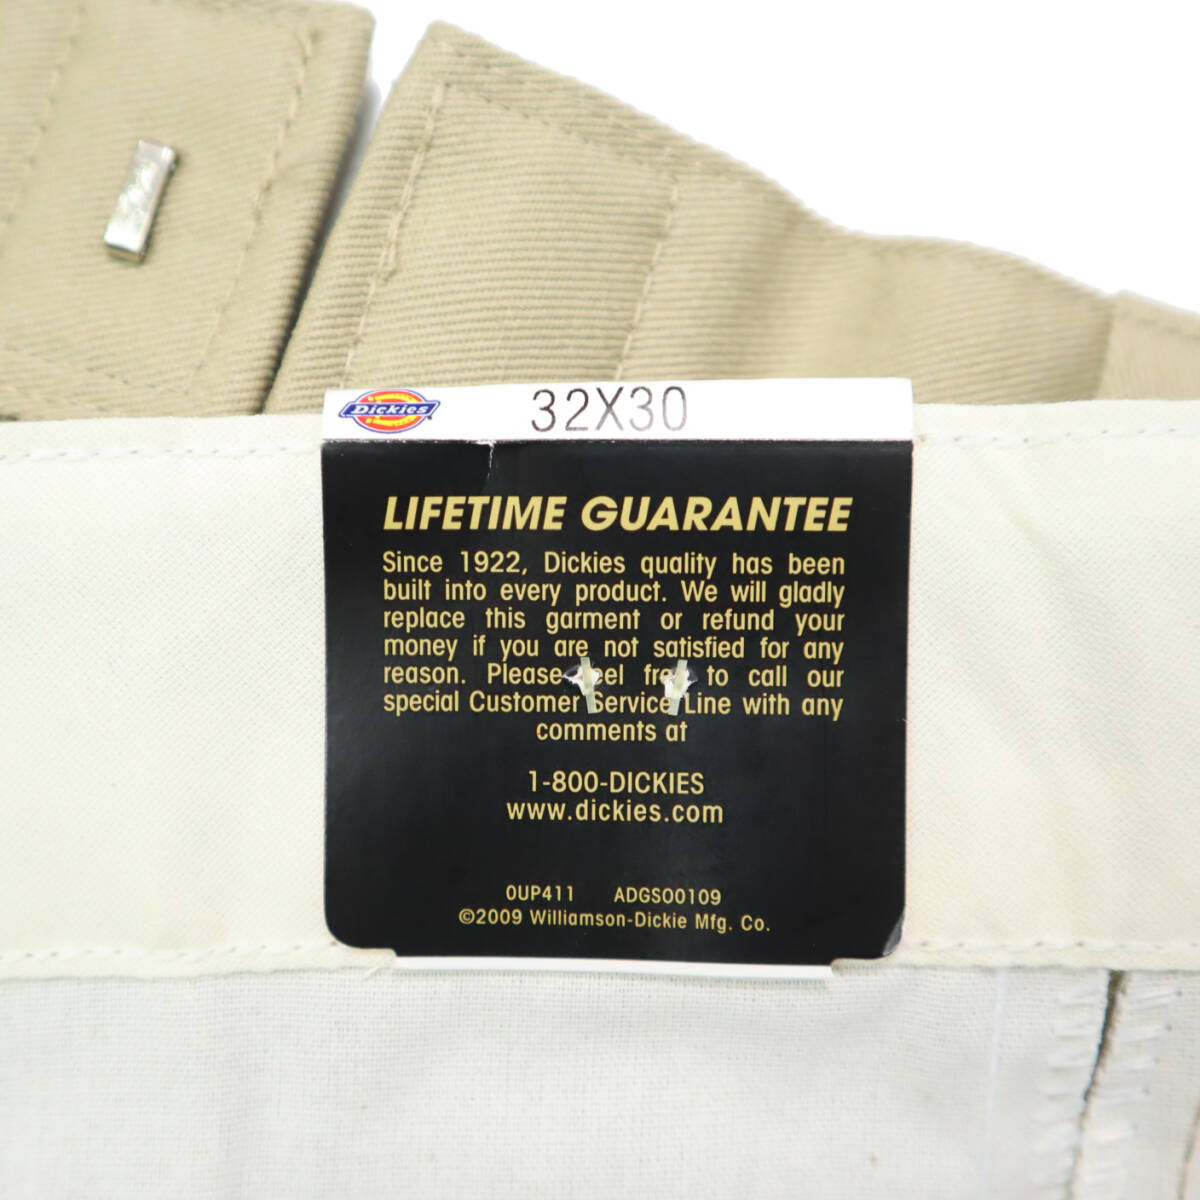 Dickies 32X30
LIFETIME GUARANTEE
Since 1922, Dickies quality has been
built into every product. We will gladly
replace this garment or refund your
money if you are not satisfied for any
reason. Please feel free to call our
special Customer Service Line with any
comments at
1-800-DICKIES
www.dickies.com
0UP411 ADGS00109
©2009 Williamson-Dickie Mfg. Co.